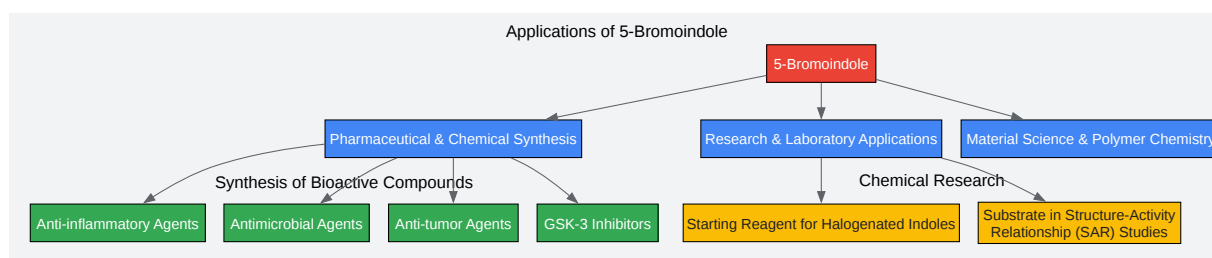 Applications of 5-Bromoindole
5-Bromoindole
Pharmaceutical & Chemical Synthesis
Research & Laboratory Applications
Material Science & Polymer Chemistry
Synthesis of Bioactive Compounds
Chemical Research
Anti-inflammatory Agents
Antimicrobial Agents
Anti-tumor Agents
GSK-3 Inhibitors
Starting Reagent for Halogenated Indoles
Substrate in Structure-Activity
Relationship (SAR) Studies